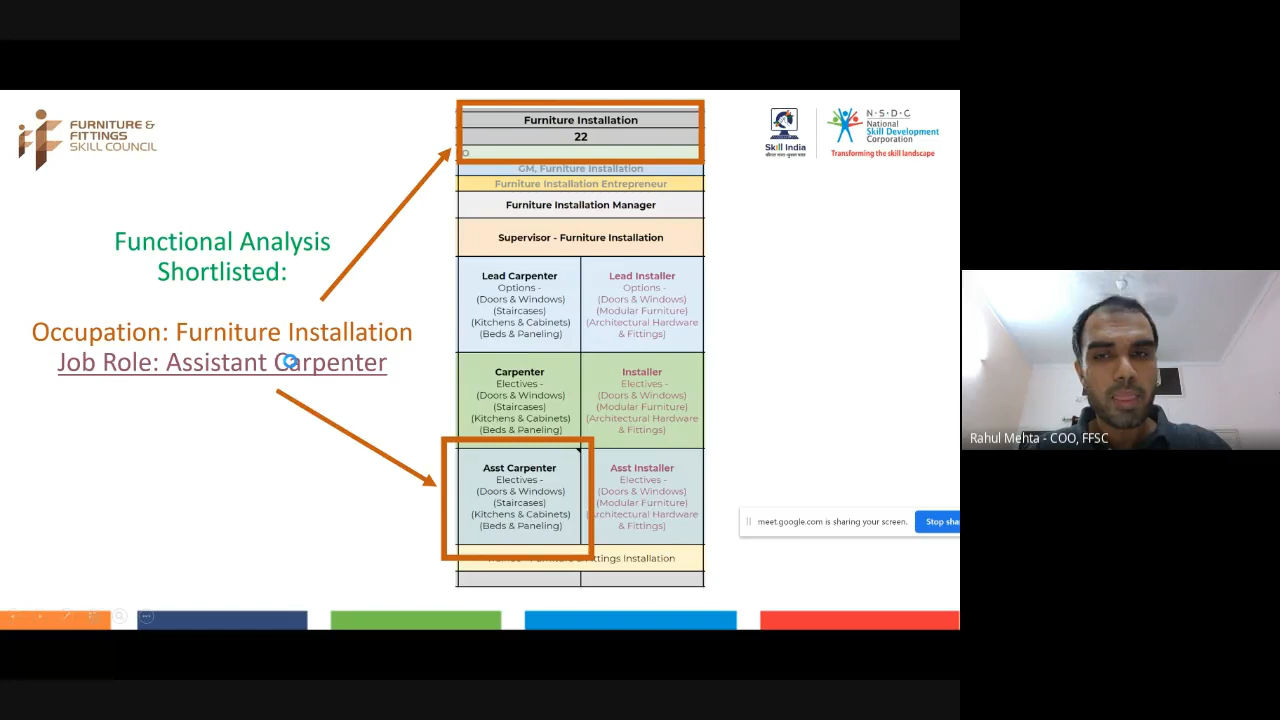 FURNITURE &
FITTINGS
SKILL COUNCIL
Functional Analysis
Shortlisted:
Occupation: Furniture Installation
Job Role: Assistant Carpenter
Furniture Installation
22
GM, Furniture Installation
Furniture Installation Entrepreneur
Furniture Installation Manager
Supervisor - Furniture Installation
Lead Carpenter
Options -
(Doors & Windows)
(Staircases)
(Kitchens & Cabinets)
(Beds & Paneling)
Lead Installer
Options -
(Doors & Windows)
(Modular Furniture)
(Architectural Hardware
& Fittings)
Carpenter
Electives -
(Doors & Windows)
(Staircases)
(Kitchens & Cabinets)
(Beds & Paneling)
Installer
Electives -
(Doors & Windows)
(Modular Furniture)
(Architectural Hardware
& Fittings)
Asst Carpenter
Electives -
(Doors & Windows)
(Staircases)
(Kitchens & Cabinets)
(Beds & Paneling)
Asst Installer
Electives -
(Doors & Windows)
(Modular Furniture)
Architectural Hardware
& Fittings)
Installation
Skill India
कौशल भारत-कुशल भारत
N·S·D·C
National
Skill Development
Corporation
Transforming the skill landscape
meet.google.com is sharing your screen.
Stop sha
Rahul Mehta - COO, FFSC